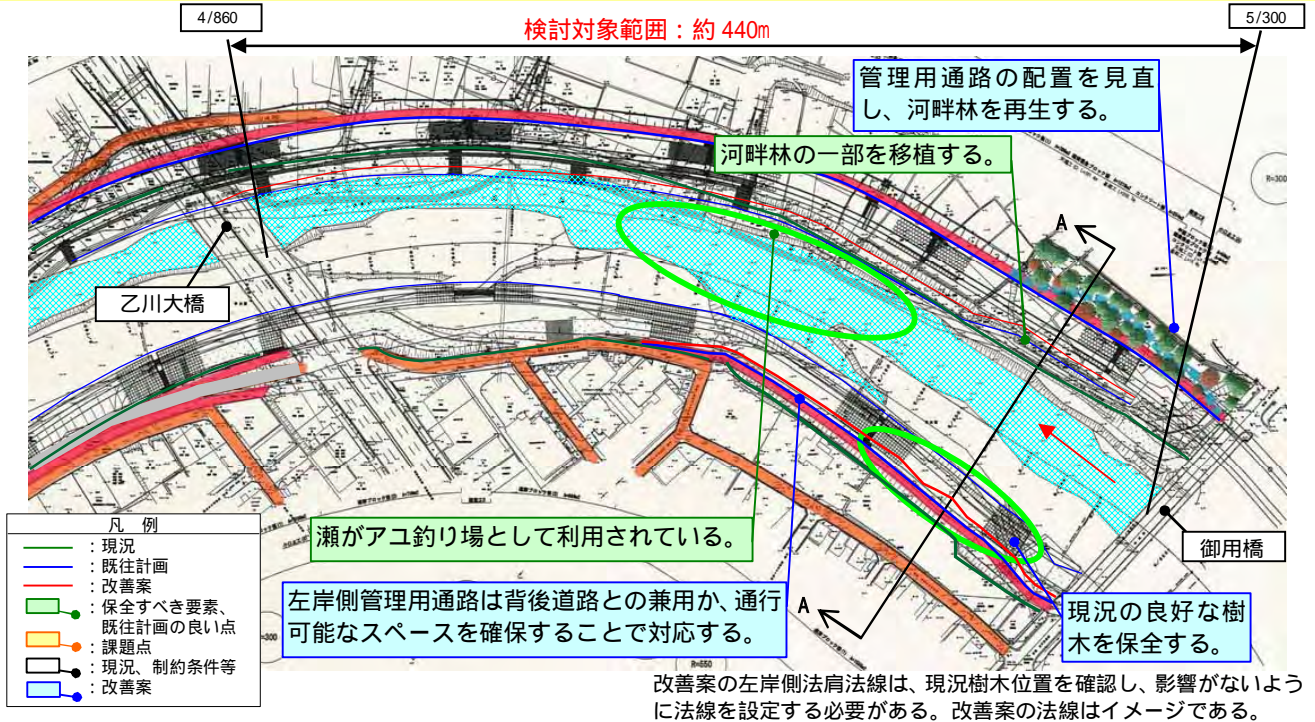 4/860
5/300
検討対象範囲：約 440m
管理用通路の配置を見直
し、河畔林を再生する。
河畔林の一部を移植する。
R=300
A
乙川大橋
瀬がアユ釣り場として利用されている。
御用橋
左岸側管理用通路は背後道路との兼用か、通行
可能なスペースを確保することで対応する。
A
現況の良好な樹
木を保全する。
凡 例
：現況
：既往計画
：改善案
：保全すべき要素、
既往計画の良い点
：課題点
：現況、制約条件等
：改善案
=300
R=550
改善案の左岸側法肩法線は、現況樹木位置を確認し、影響がないよう
に法線を設定する必要がある。改善案の法線はイメージである。